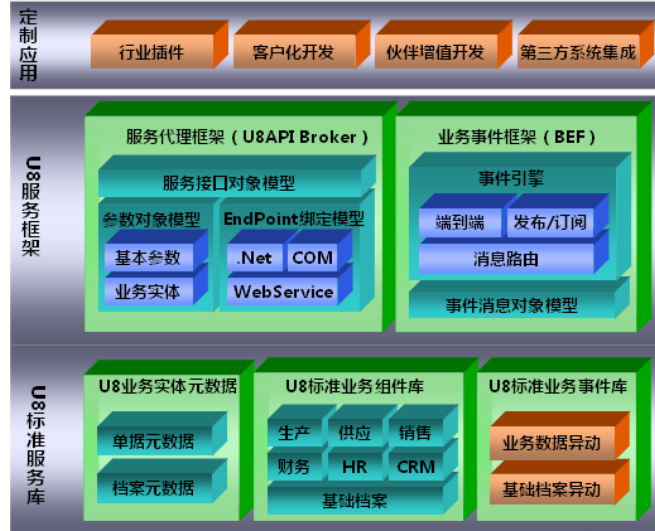 定制应用
行业插件
客户化开发
伙伴增值开发
第三方系统集成
U8服务框架
服务代理框架（U8API Broker）
服务接口对象模型
参数对象模型
基本参数
业务实体
EndPoint绑定模型
.Net
COM
WebService
业务事件框架（BEF）
事件引擎
端到端
发布/订阅
消息路由
事件消息对象模型
U8标准服务库
U8业务实体元数据
单据元数据
档案元数据
U8标准业务组件库
生产
供应
销售
财务
HR
CRM
基础档案
U8标准业务事件库
业务数据异动
基础档案异动